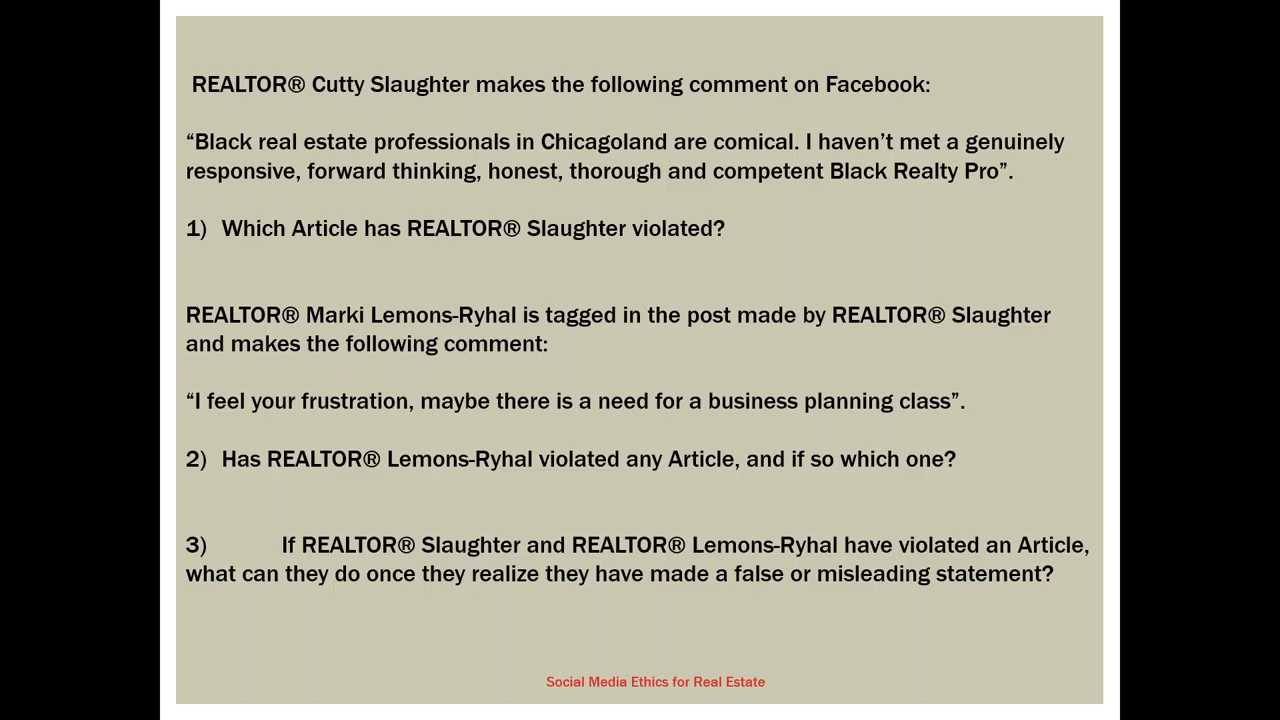 REALTOR® Cutty Slaughter makes the following comment on Facebook:
“Black real estate professionals in Chicagoland are comical. I haven’t met a genuinely
responsive, forward thinking, honest, thorough and competent Black Realty Pro”.
1) Which Article has REALTOR® Slaughter violated?
REALTOR® Marki Lemons-Ryhal is tagged in the post made by REALTOR® Slaughter
and makes the following comment:
“I feel your frustration, maybe there is a need for a business planning class”.
2) Has REALTOR® Lemons-Ryhal violated any Article, and if so which one?
3) If REALTOR® Slaughter and REALTOR® Lemons-Ryhal have violated an Article,
what can they do once they realize they have made a false or misleading statement?
Social Media Ethics for Real Estate